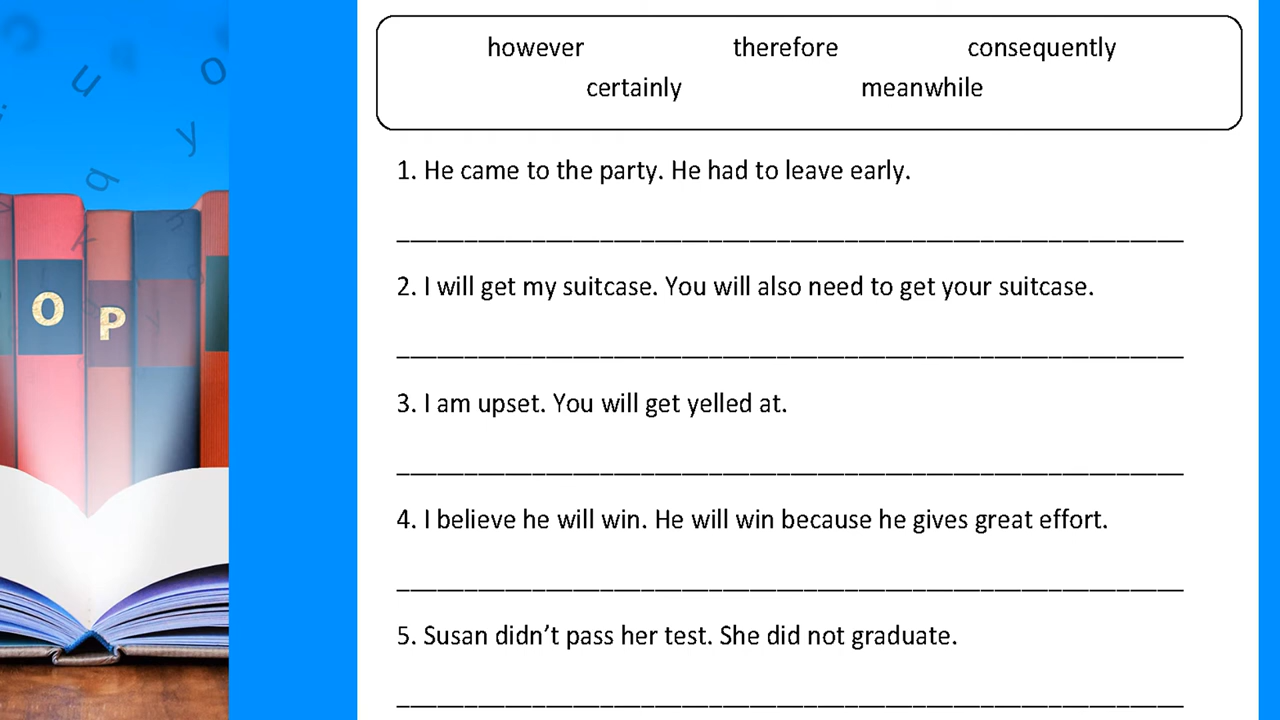 however therefore consequently
certainly meanwhile
1. He came to the party. He had to leave early.
2. I will get my suitcase. You will also need to get your suitcase.
3. I am upset. You will get yelled at.
4. I believe he will win. He will win because he gives great effort.
5. Susan didn’t pass her test. She did not graduate.
u
o
y
q
k
O P